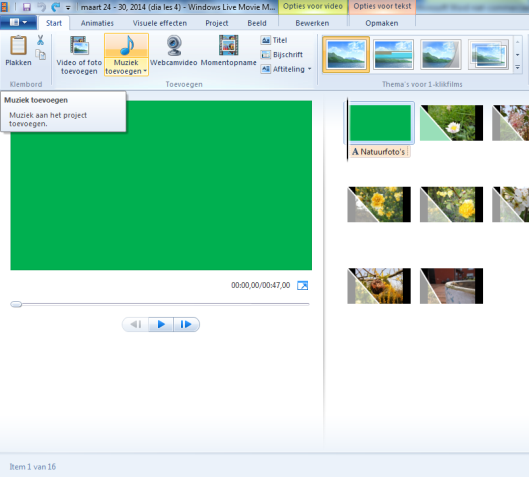 maart 24 - 30, 2014 (dia les 4) - Windows Live Movie M... Opties voor video Opties voor tekst
Start Animaties Visuele effecten Project Beeld Bewerken Opmaken
Plakken
Klembord
Video of foto toevoegen
Muziek toevoegen
Webcamvideo
Momentopname
Titel
Bijschrift
Aftiteling
Toevoegen
Thema's voor 1-klikfilms
Muziek toevoegen
Muziek aan het project
toevoegen.
A Natuurfoto's
00:00,00/00:47,00
Item 1 van 16